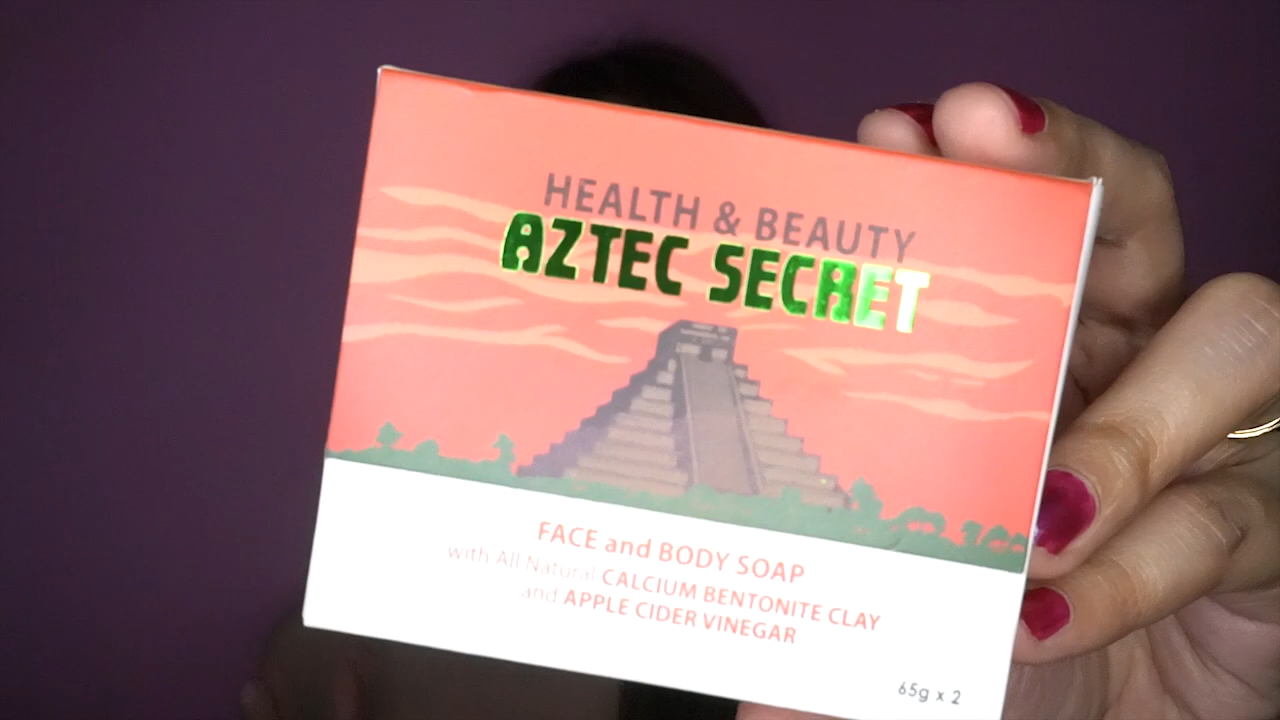 HEALTH & BEAUTY
AZTEC SECRET
FACE and BODY SOAP
with All Natural CALCIUM BENTONITE CLAY
and APPLE CIDER VINEGAR
65g x 2